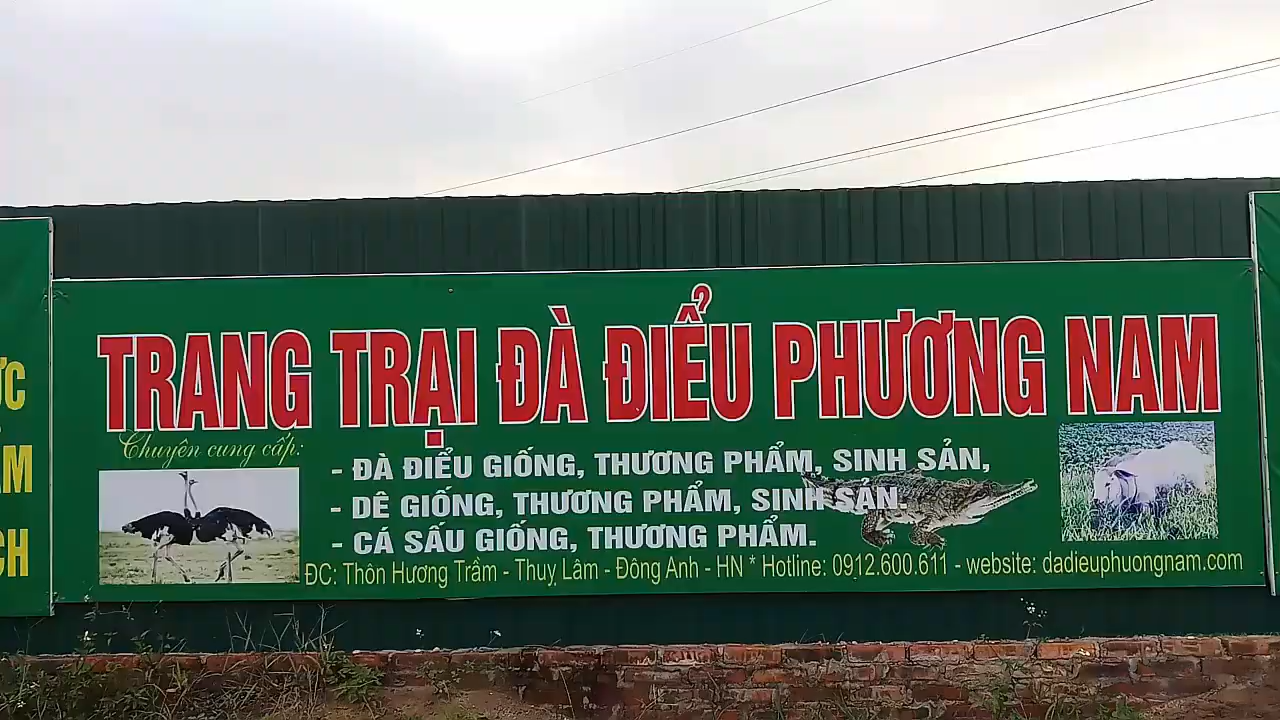 TRANG TRẠI ĐÀ ĐIỂU PHƯƠNG NAM
Chuyên cung cấp:
- ĐÀ ĐIỂU GIỐNG, THƯƠNG PHẨM, SINH SẢN,
- DÊ GIỐNG, THƯƠNG PHẨM, SINH SẢN.
- CÁ SẤU GIỐNG, THƯƠNG PHẨM.
ĐC: Thôn Hương Trầm - Thuỵ Lâm - Đông Anh - HN * Hotline: 0912.600.611 - website: dadieuphuongnam.com